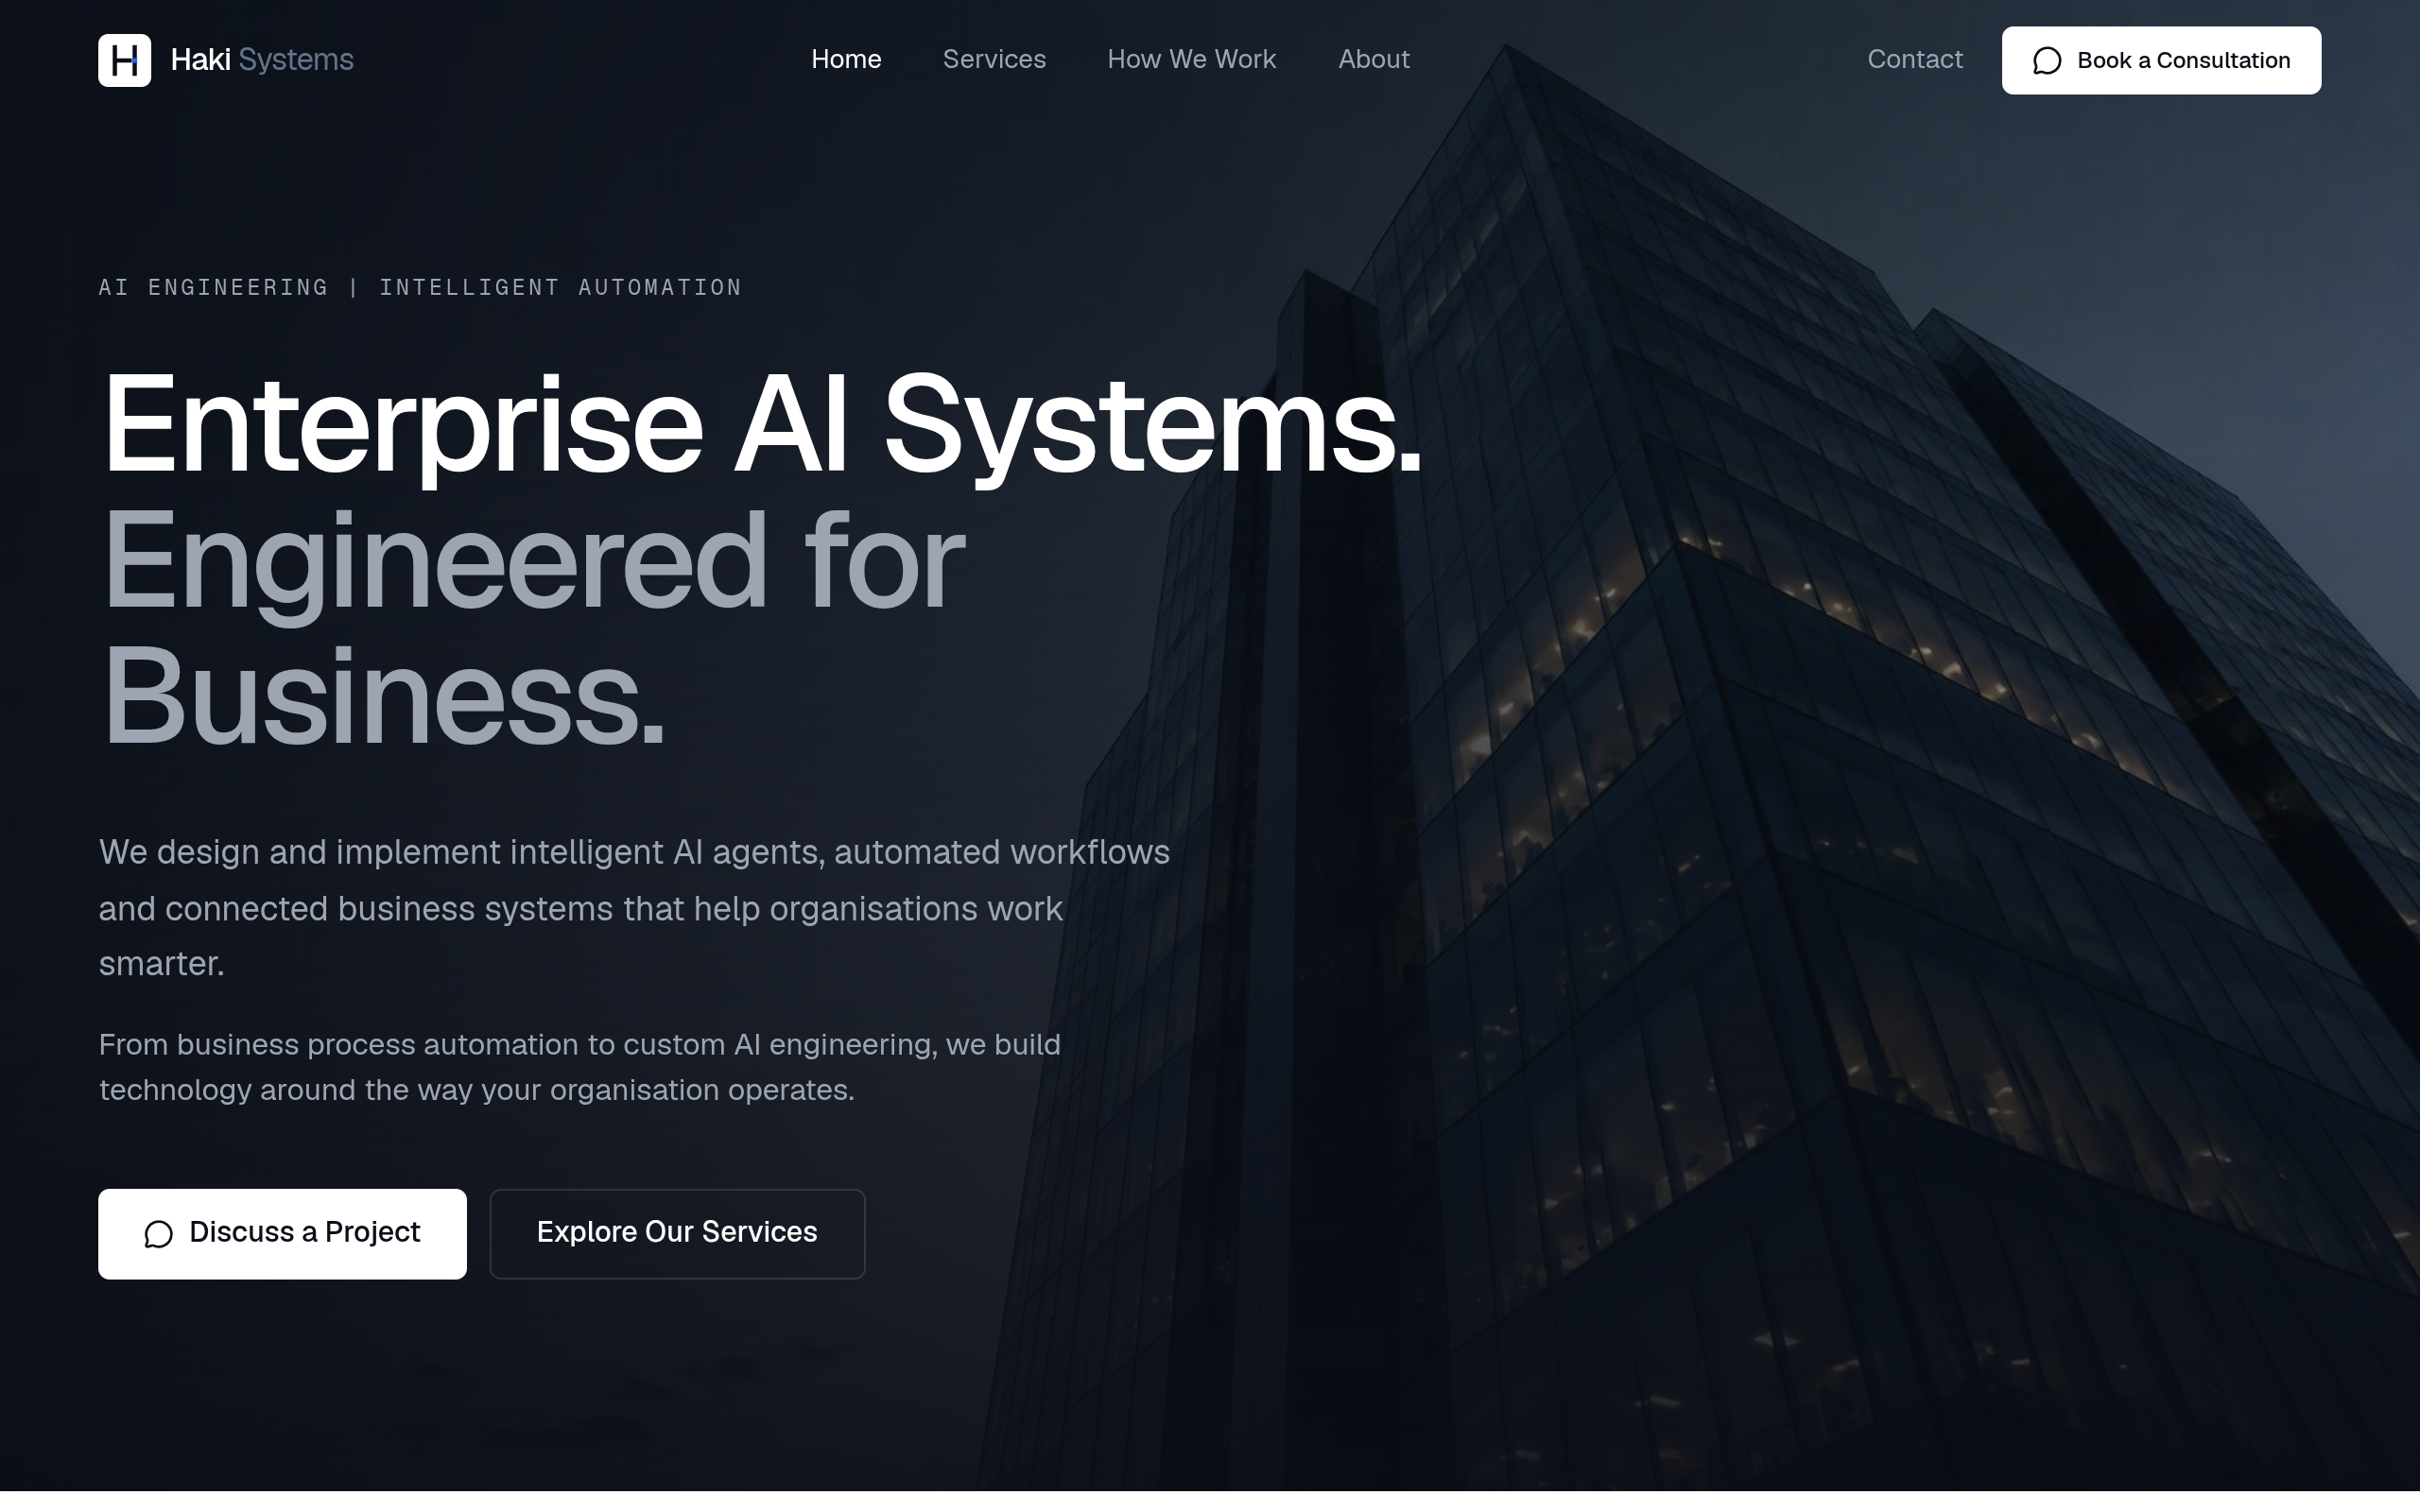 H Haki Systems
Home Services How We Work About Contact Book a Consultation
AI ENGINEERING | INTELLIGENT AUTOMATION
Enterprise AI Systems.
Engineered for
Business.
We design and implement intelligent AI agents, automated workflows
and connected business systems that help organisations work
smarter.
From business process automation to custom AI engineering, we build
technology around the way your organisation operates.
Discuss a Project Explore Our Services